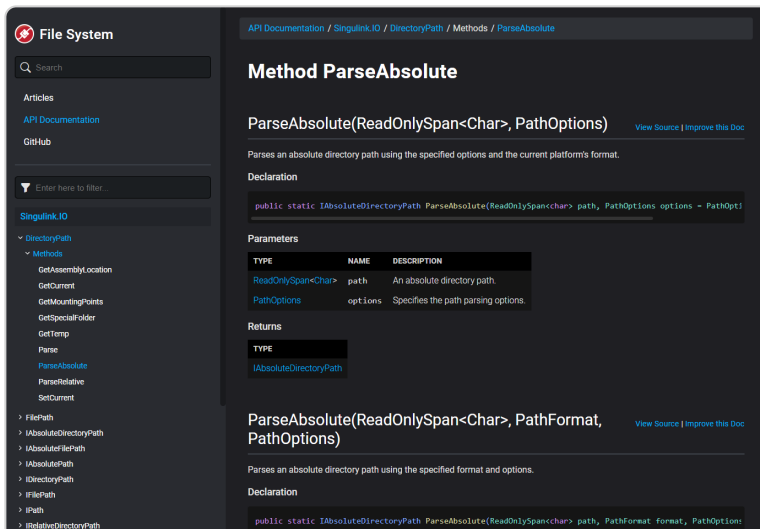 File System
Search
Articles
API Documentation
GitHub
Enter here to filter...
Singulink.IO
DirectoryPath
Methods
GetAssemblyLocation
GetCurrent
GetMountingPoints
GetSpecialFolder
GetTemp
Parse
ParseAbsolute
ParseRelative
SetCurrent
FilePath
IAbsoluteDirectoryPath
IAbsoluteFilePath
IAbsolutePath
IDirectoryPath
IFilePath
IPath
IRelativeDirectoryPath
API Documentation / Singulink.IO / DirectoryPath / Methods / ParseAbsolute
Method ParseAbsolute
ParseAbsolute(ReadOnlySpan<Char>, PathOptions)
View Source | Improve this Doc
Parses an absolute directory path using the specified options and the current platform's format.
Declaration
public static IAbsoluteDirectoryPath ParseAbsolute(ReadOnlySpan<char> path, PathOptions options = PathOpti
Parameters
TYPE NAME DESCRIPTION
ReadOnlySpan<Char> path An absolute directory path.
PathOptions options Specifies the path parsing options.
Returns
TYPE
IAbsoluteDirectoryPath
ParseAbsolute(ReadOnlySpan<Char>, PathFormat,
PathOptions)
View Source | Improve this Doc
Parses an absolute directory path using the specified format and options.
Declaration
public static IAbsoluteDirectoryPath ParseAbsolute(ReadOnlySpan<char> path, PathFormat format, PathOptions